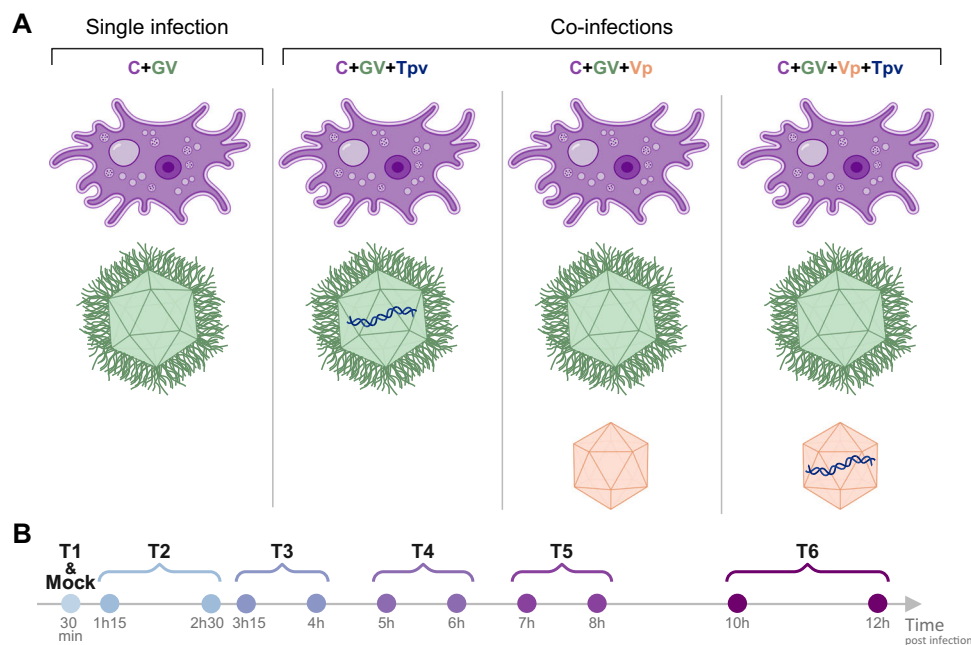 A
Single infection
Co-infections
C+GV
C+GV+Tpv
C+GV+Vp
C+GV+Vp+Tpv
B
T1
&
Mock
T2
T3
T4
T5
T6
30
min
1h15
2h30
3h15
4h
5h
6h
7h
8h
10h
12h
Time
post infection